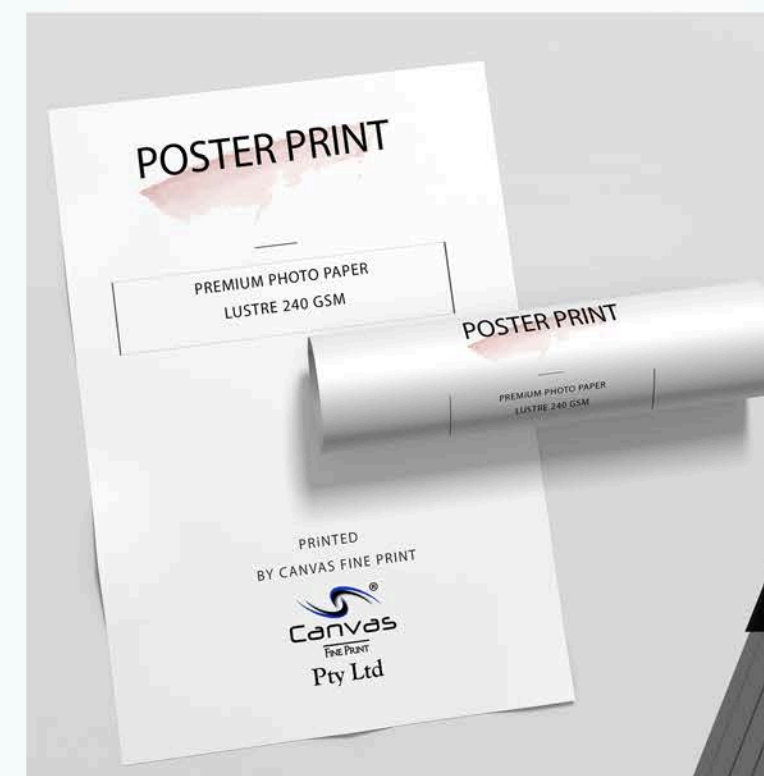 POSTER PRINT
PREMIUM PHOTO PAPER
LUSTRE 240 GSM
POSTER PRINT
PREMIUM PHOTO PAPER
LUSTRE 240 GSM
PRiNTED
BY CANVAS FINE PRINT
®
Canvas
FINE PRINT
Pty Ltd